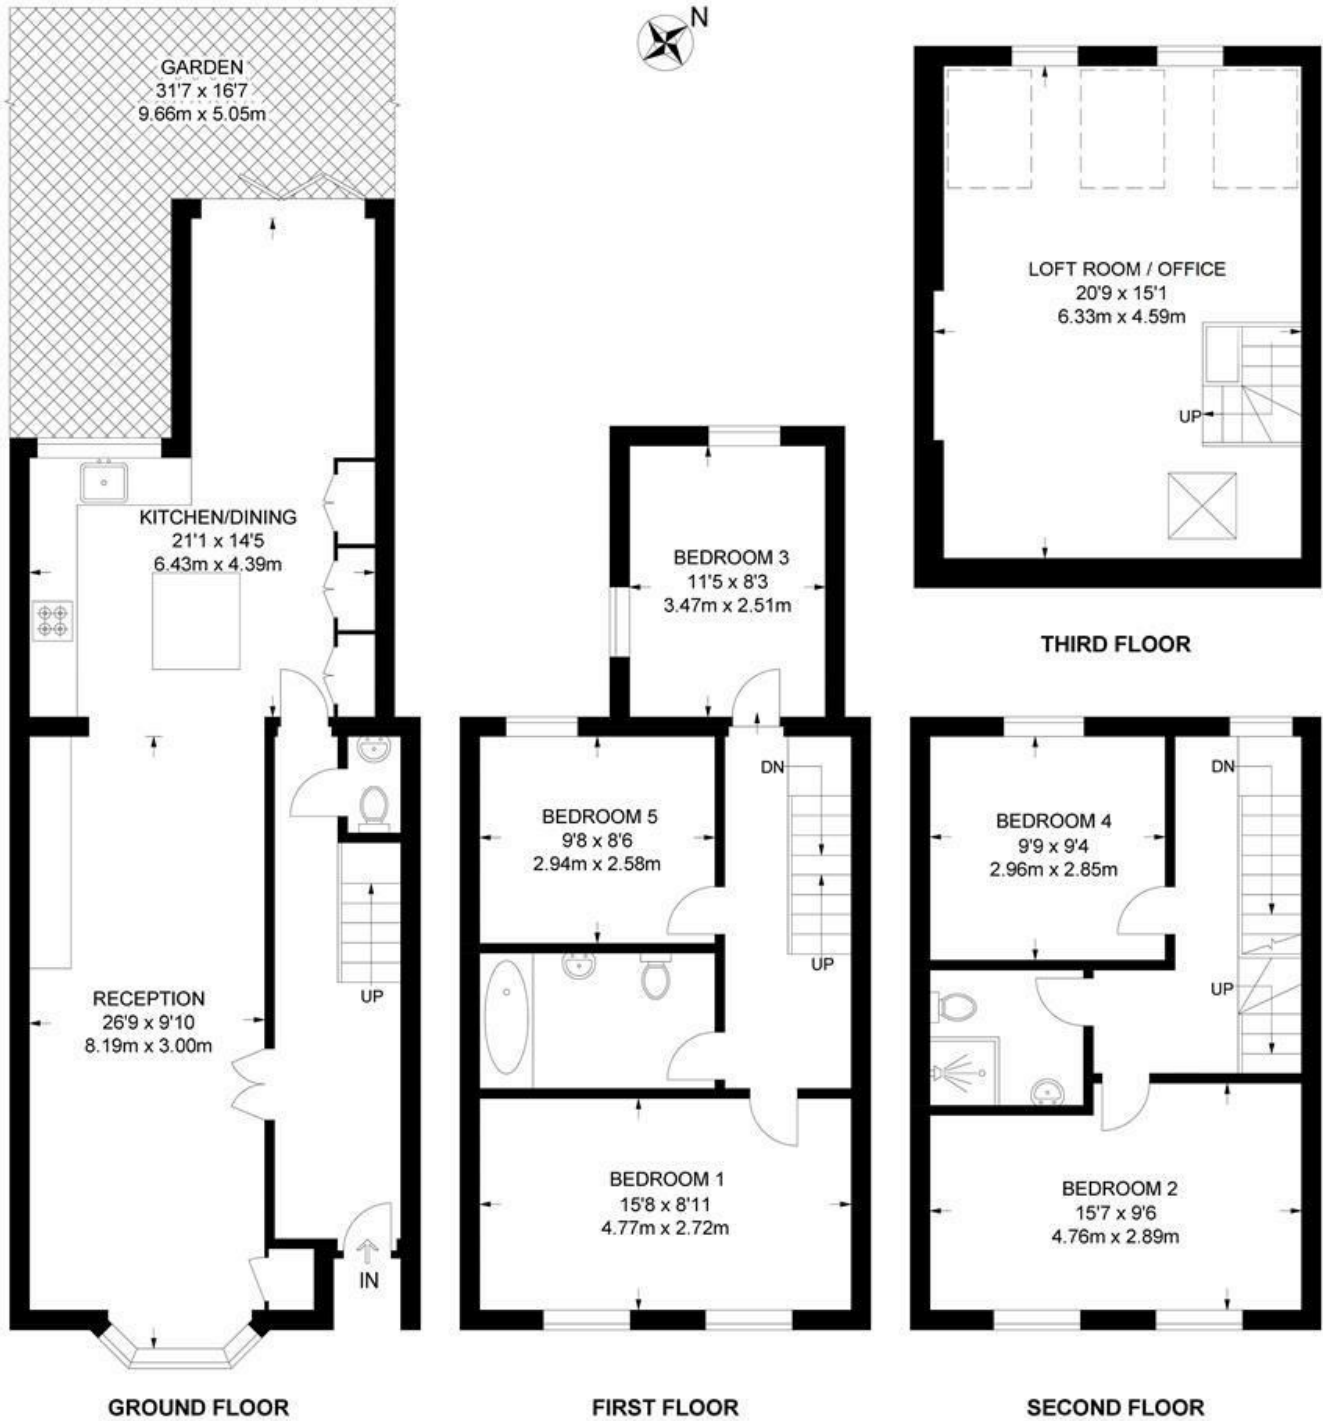 N
GARDEN
31'7 x 16'7
9.66m x 5.05m
KITCHEN/DINING
21'1 x 14'5
6.43m x 4.39m
RECEPTION
26'9 x 9'10
8.19m x 3.00m
UP
IN
GROUND FLOOR
BEDROOM 3
11'5 x 8'3
3.47m x 2.51m
BEDROOM 5
9'8 x 8'6
2.94m x 2.58m
DN
UP
BEDROOM 1
15'8 x 8'11
4.77m x 2.72m
FIRST FLOOR
LOFT ROOM / OFFICE
20'9 x 15'1
6.33m x 4.59m
UP
THIRD FLOOR
BEDROOM 4
9'9 x 9'4
2.96m x 2.85m
DN
UP
BEDROOM 2
15'7 x 9'6
4.76m x 2.89m
SECOND FLOOR